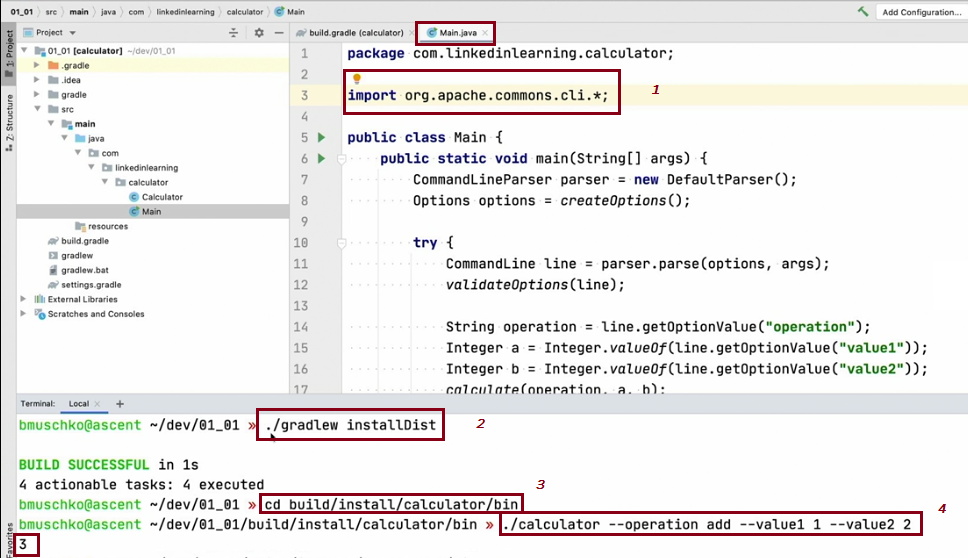 01_01 src main java com linkedinlearning calculator Main
Add Configuration...
1: Project
Z: Structure
Favorites
Project
01_01 [calculator] ~/dev/01_01
.gradle
.idea
gradle
src
main
java
com
linkedinlearning
calculator
Calculator
Main
resources
build.gradle
gradlew
gradlew.bat
settings.gradle
External Libraries
Scratches and Consoles
build.gradle (calculator) Main.java
1 package com.linkedinlearning.calculator;
2
3 import org.apache.commons.cli.*; 1
4
5 public class Main {
6 public static void main(String[] args) {
7 CommandLineParser parser = new DefaultParser();
8 Options options = createOptions();
9
10 try {
11 CommandLine line = parser.parse(options, args);
12 validateOptions(line);
13
14 String operation = line.getOptionValue("operation");
15 Integer a = Integer.valueOf(line.getOptionValue("value1"));
16 Integer b = Integer.valueOf(line.getOptionValue("value2"));
17 calculate(operation, a, b);
Terminal: Local +
bmuschko@ascent ~/dev/01_01 » ./gradlew installDist 2
BUILD SUCCESSFUL in 1s
4 actionable tasks: 4 executed
3
bmuschko@ascent ~/dev/01_01 » cd build/install/calculator/bin
4
bmuschko@ascent ~/dev/01_01/build/install/calculator/bin » ./calculator --operation add --value1 1 --value2 2
3